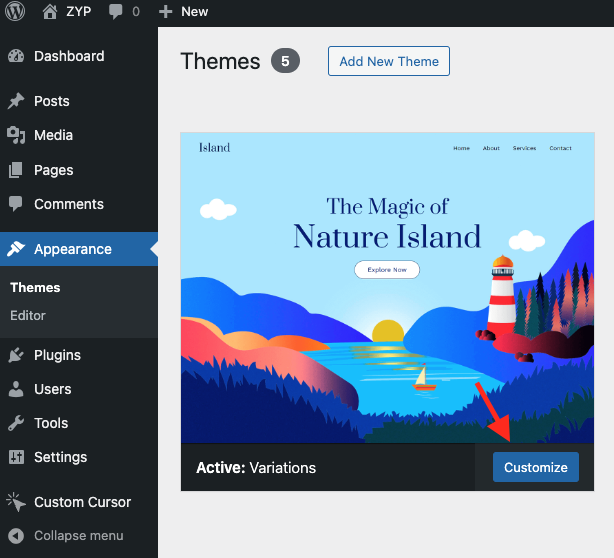 ZYP 0 New
Dashboard
Posts
Media
Pages
Comments
Appearance
Themes
Editor
Plugins
Users
Tools
Settings
Custom Cursor
Collapse menu
Themes 5 Add New Theme
Island Home About Services Contact
The Magic of
Nature Island
Explore Now
Active: Variations Customize